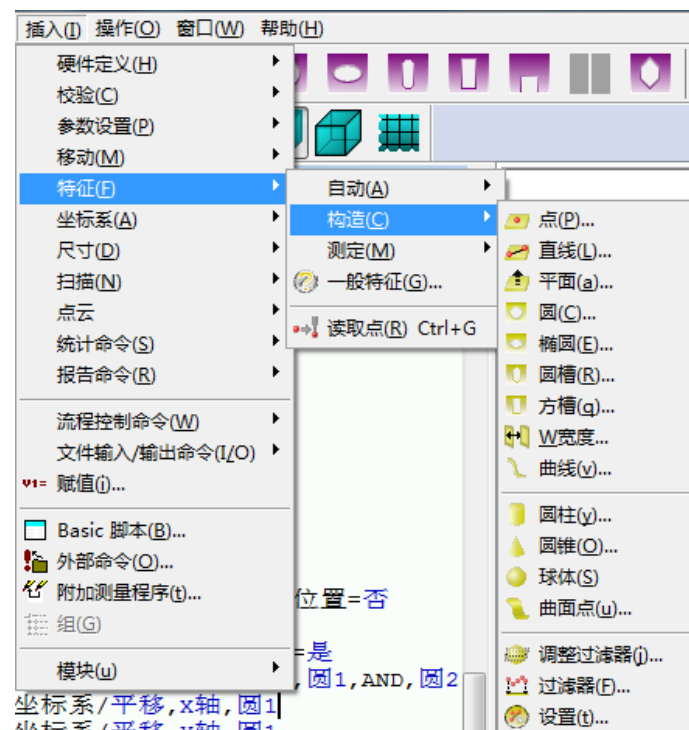 插入(I) 操作(O) 窗口(W) 帮助(H)
硬件定义(H)
校验(C)
参数设置(P)
移动(M)
特征(F)
坐标系(A)
尺寸(D)
扫描(N)
点云
统计命令(S)
报告命令(R)
流程控制命令(W)
文件输入/输出命令(I/O)
V1= 赋值(i)...
Basic 脚本(B)...
外部命令(O)...
附加测量程序(t)...
组(G)
模块(u)
自动(A)
构造(C)
测定(M)
一般特征(G)...
读取点(R) Ctrl+G
点(P)...
直线(L)...
平面(a)...
圆(C)...
椭圆(E)...
圆槽(R)...
方槽(q)...
W宽度...
曲线(v)...
圆柱(y)...
圆锥(O)...
球体(S)
曲面点(u)...
调整过滤器(j)...
过滤器(F)...
设置(t)...
位置=否
=是
,圆1,AND,圆2
坐标系/平移,x轴,圆1